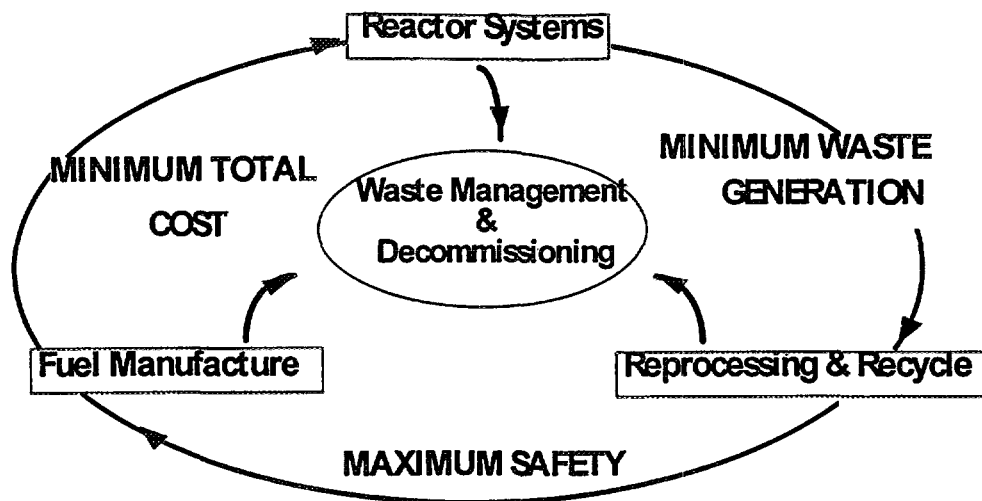 Reactor Systems
MINIMUM TOTAL
COST
MINIMUM WASTE
GENERATION
Waste Management
&
Decommissioning
Fuel Manufacture
Reprocessing & Recycle
MAXIMUM SAFETY